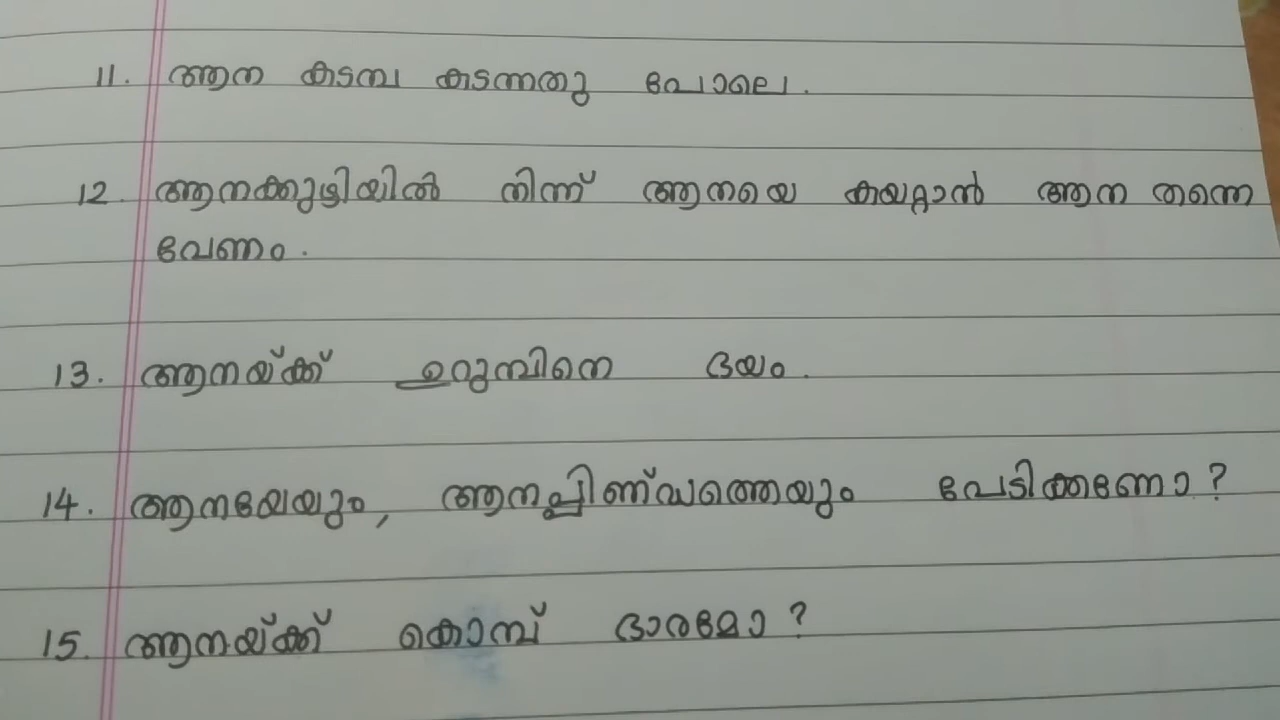 11. ആന കടമ്പ കടന്നതു പോലെ.
12. ആനക്കുഴിയിൽ നിന്ന് ആനയെ കയറ്റാൻ ആന തന്നെ
വേണം.
13. ആനയ്ക്ക് ഉറുമ്പിനെ ഭയം.
14. ആനയേയും, ആനപ്പിണ്ഡത്തെയും പേടിക്കണോ?
15. ആനയ്ക്ക് കൊമ്പ് ഭാരമോ?